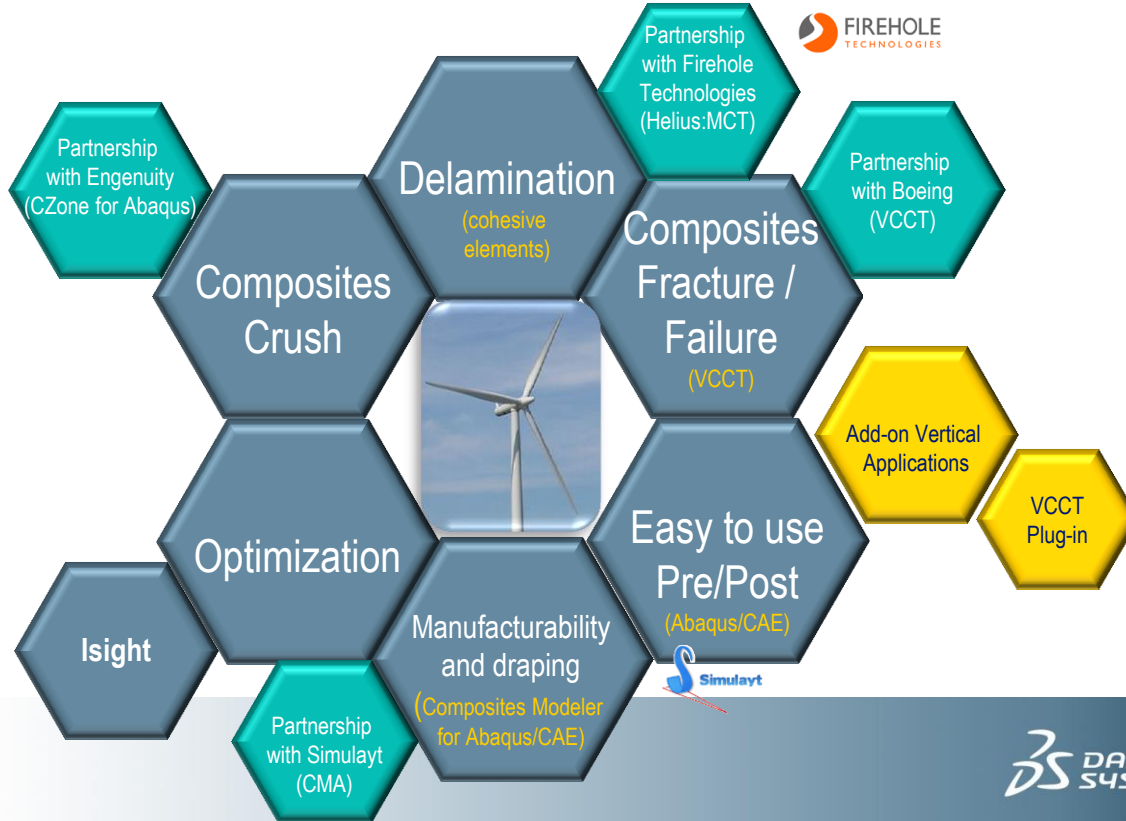 FIREHOLE
TECHNOLOGIES
Partnership
with Firehole
Technologies
(Helius:MCT)
Partnership
with Engenuity
(CZone for Abaqus)
Delamination
(cohesive
elements)
Partnership
with Boeing
(VCCT)
Composites
Crush
Composites
Fracture /
Failure
(VCCT)
Add-on Vertical
Applications
VCCT
Plug-in
Optimization
Easy to use
Pre/Post
(Abaqus/CAE)
Isight
Manufacturability
and draping
(Composites Modeler
for Abaqus/CAE)
Simulayt
Partnership
with Simulayt
(CMA)
DA
SYS